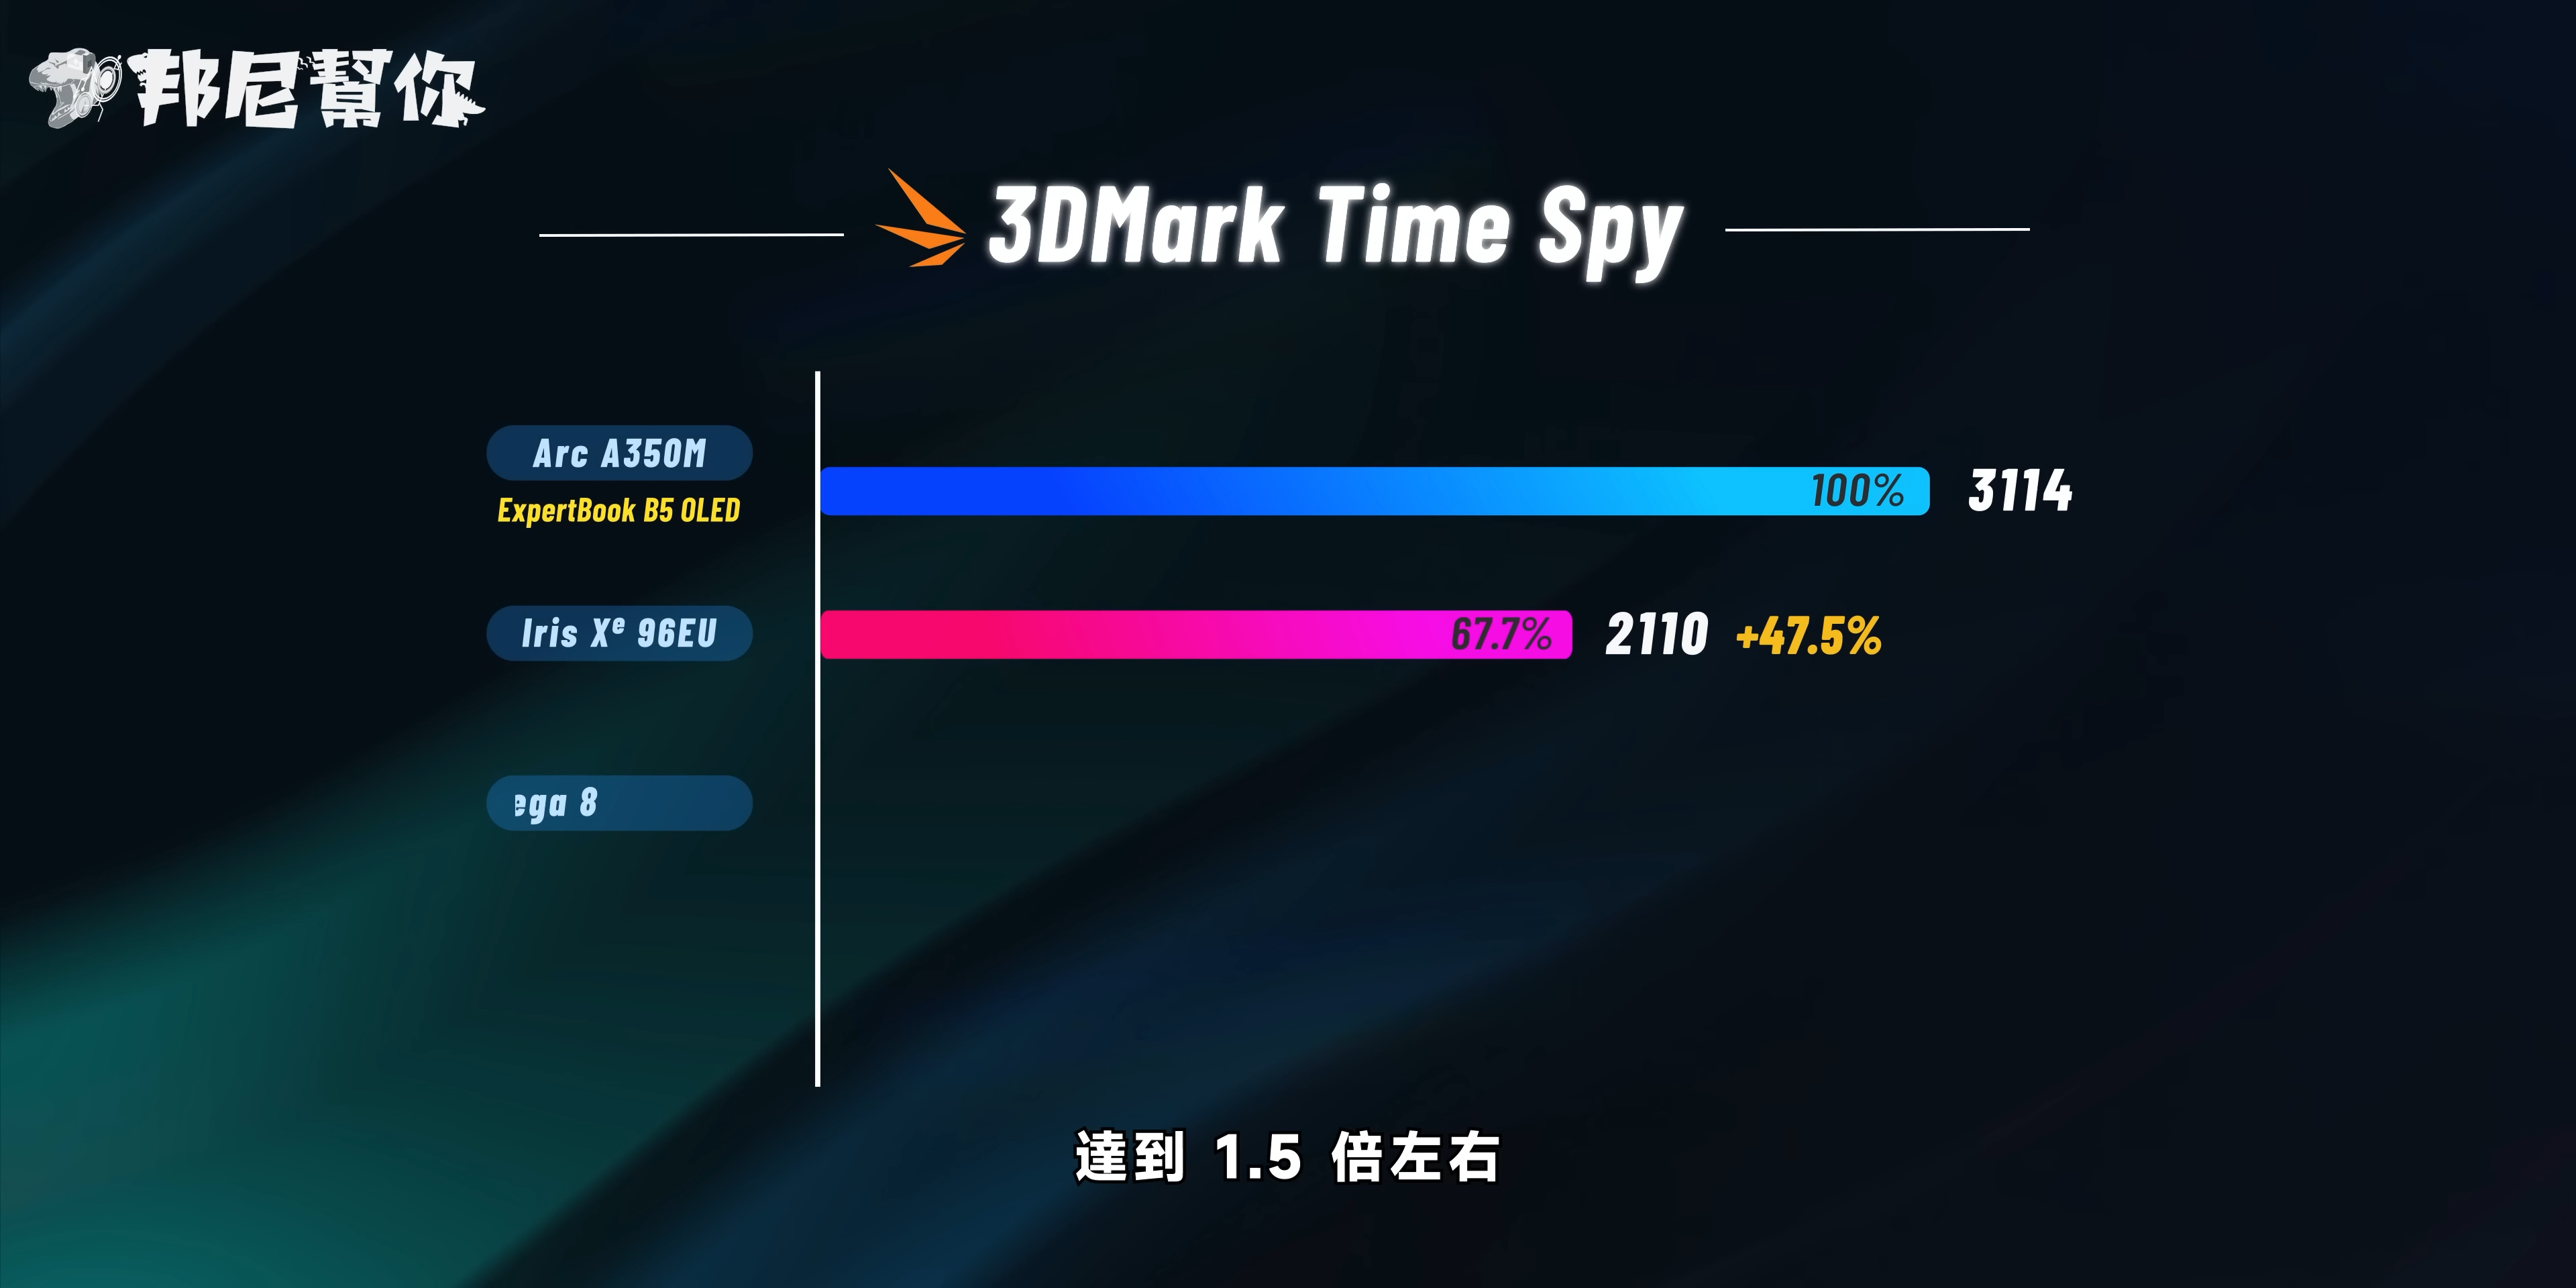 邦尼幫你
3DMark Time Spy
Arc A350M
ExpertBook B5 OLED
100% 3114
Iris Xᵉ 96EU
67.7% 2110 +47.5%
ega 8
達到 1.5 倍左右